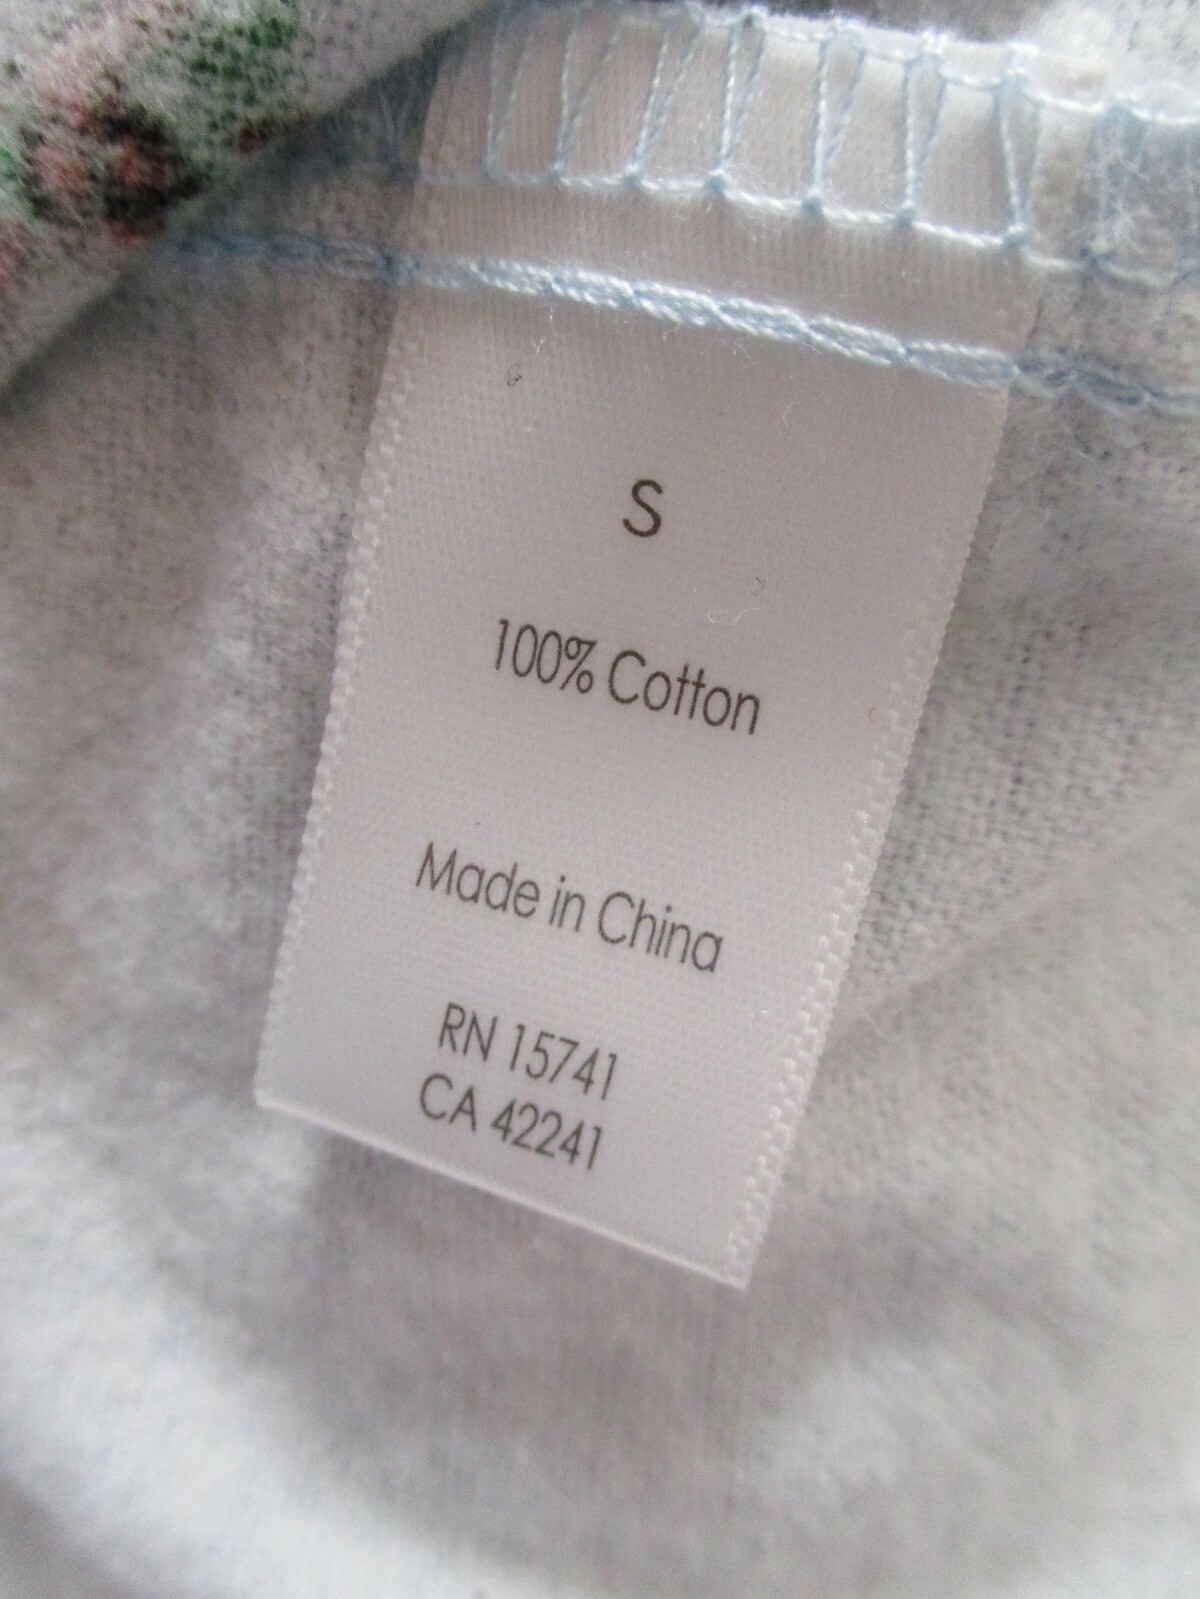 S
100% Cotton
Made in China
RN 15741
CA 42241